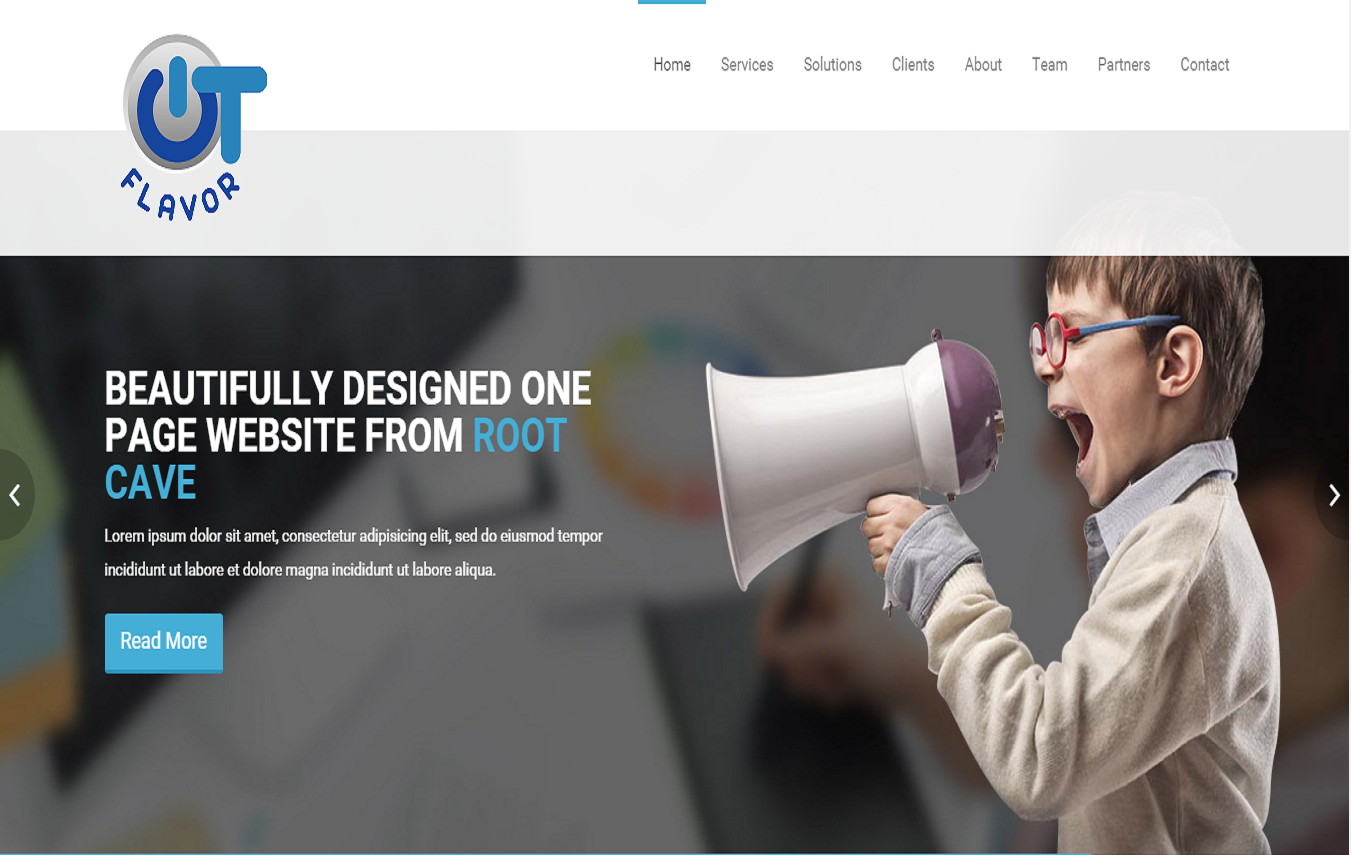 IT
FLAVOR
Home Services Solutions Clients About Team Partners Contact
BEAUTIFULLY DESIGNED ONE
PAGE WEBSITE FROM ROOT
CAVE
Lorem ipsum dolor sit amet, consectetur adipisicing elit, sed do eiusmod tempor
incididunt ut labore et dolore magna incididunt ut labore aliqua.
Read More